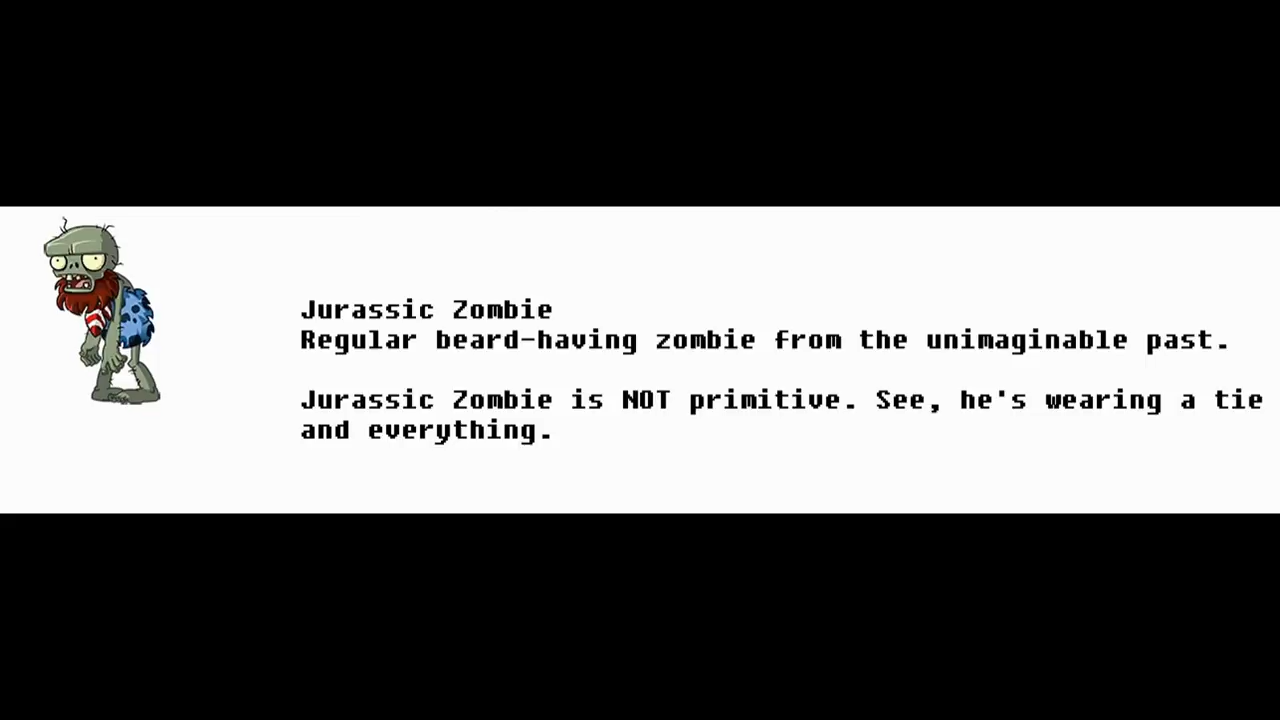 Jurassic Zombie
Regular beard-having zombie from the unimaginable past.
Jurassic Zombie is NOT primitive. See, he's wearing a tie
and everything.